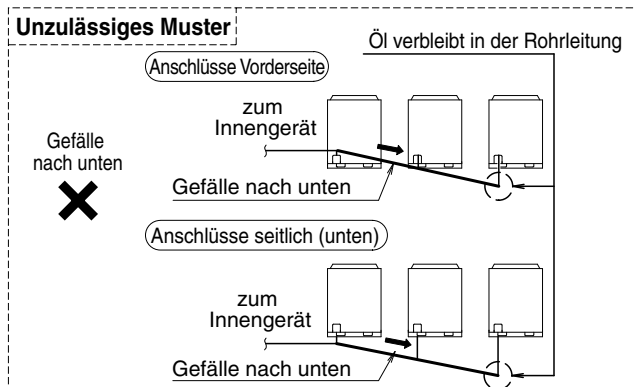 Unzulässiges Muster
Öl verbleibt in der Rohrleitung
Anschlüsse Vorderseite
zum
Innengerät
Gefälle
nach unten
Gefälle nach unten
Anschlüsse seitlich (unten)
zum
Innengerät
Gefälle nach unten